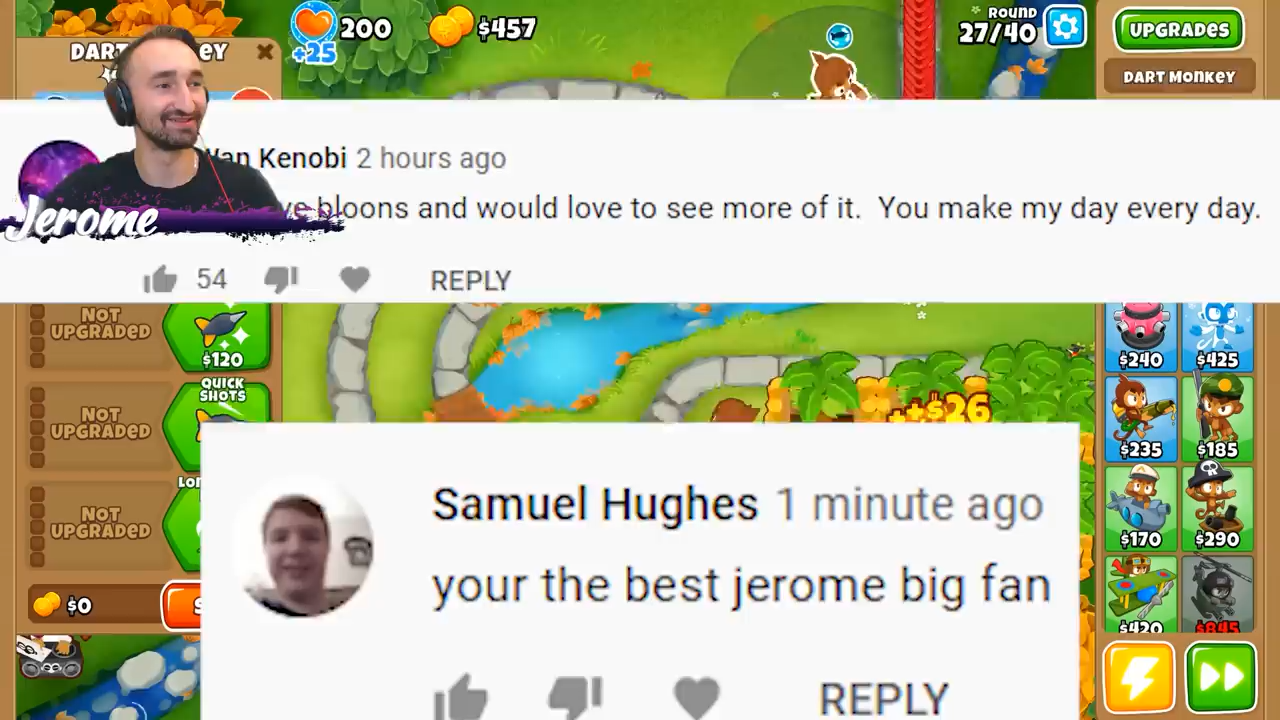 DART MONKEY
200
+25
$457
ROUND
27/40
UPGRADES
DART MONKEY
Kenobi 2 hours ago
bloons and would love to see more of it. You make my day every day.
54
REPLY
Jerome
NOT
UPGRADED
$120
QUICK
SHOTS
NOT
UPGRADED
NOT
UPGRADED
$0
++$26
$240
$425
$235
$185
$170
$290
$420
$845
Samuel Hughes 1 minute ago
your the best jerome big fan
REPLY